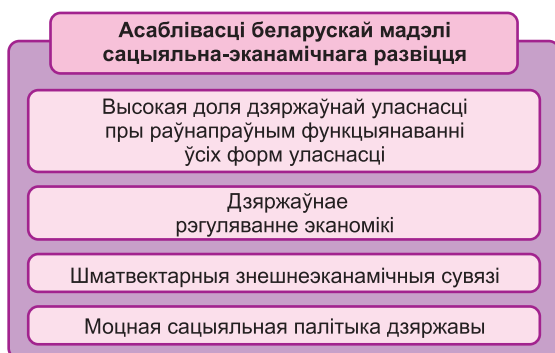 Асаблівасці беларускай мадэлі
сацыяльна-эканамічнага развіцця
Высокая доля дзяржаўнай уласнасці
пры раўнапраўным функцыянаванні
ўсіх форм уласнасці
Дзяржаўнае
рэгуляванне эканомікі
Шматвектарныя знешнеэканамічныя сувязі
Моцная сацыяльная палітыка дзяржавы